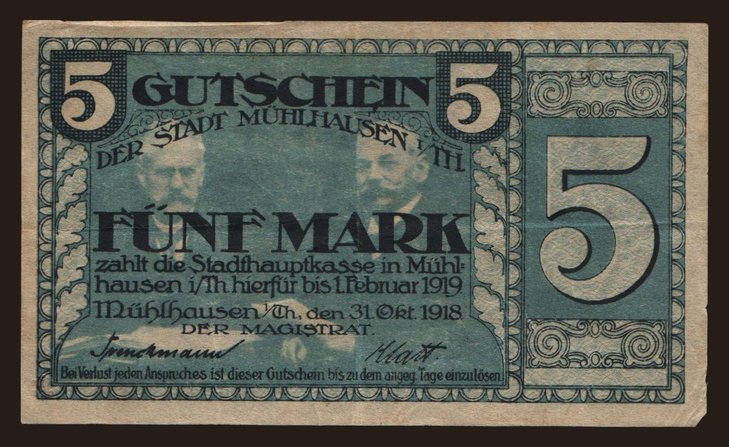 5 GUTSCHEIN 5
DER STADT MÜHLHAUSEN i/TH.
FÜNF MARK
zahlt die Stadthauptkasse in Mühl-
hausen i/Th hierfür bis 1. Februar 1919
Mühlhausen i/Th, den 31 Okt 1918
DER MAGISTRAT.
Bei Verlust jeden Anspruches ist dieser Gutschein bis zu dem angeg. Tage einzulösen
5